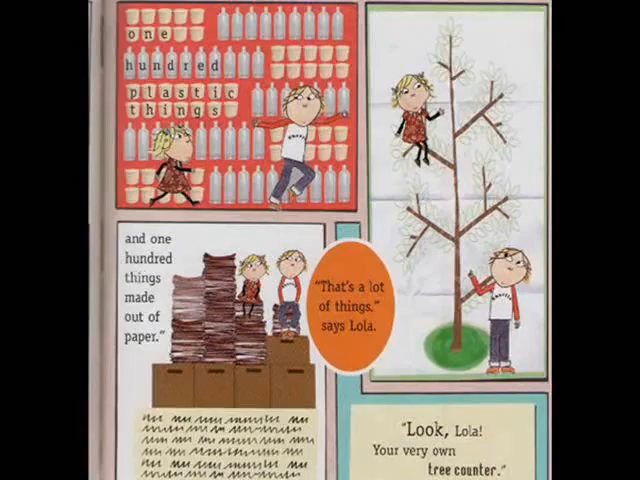 one
hundred
plastic
things
and one
hundred
things
made
out of
paper."
"That's a lot
of things,"
says Lola.
"Look, Lola!
Your very own
tree counter."